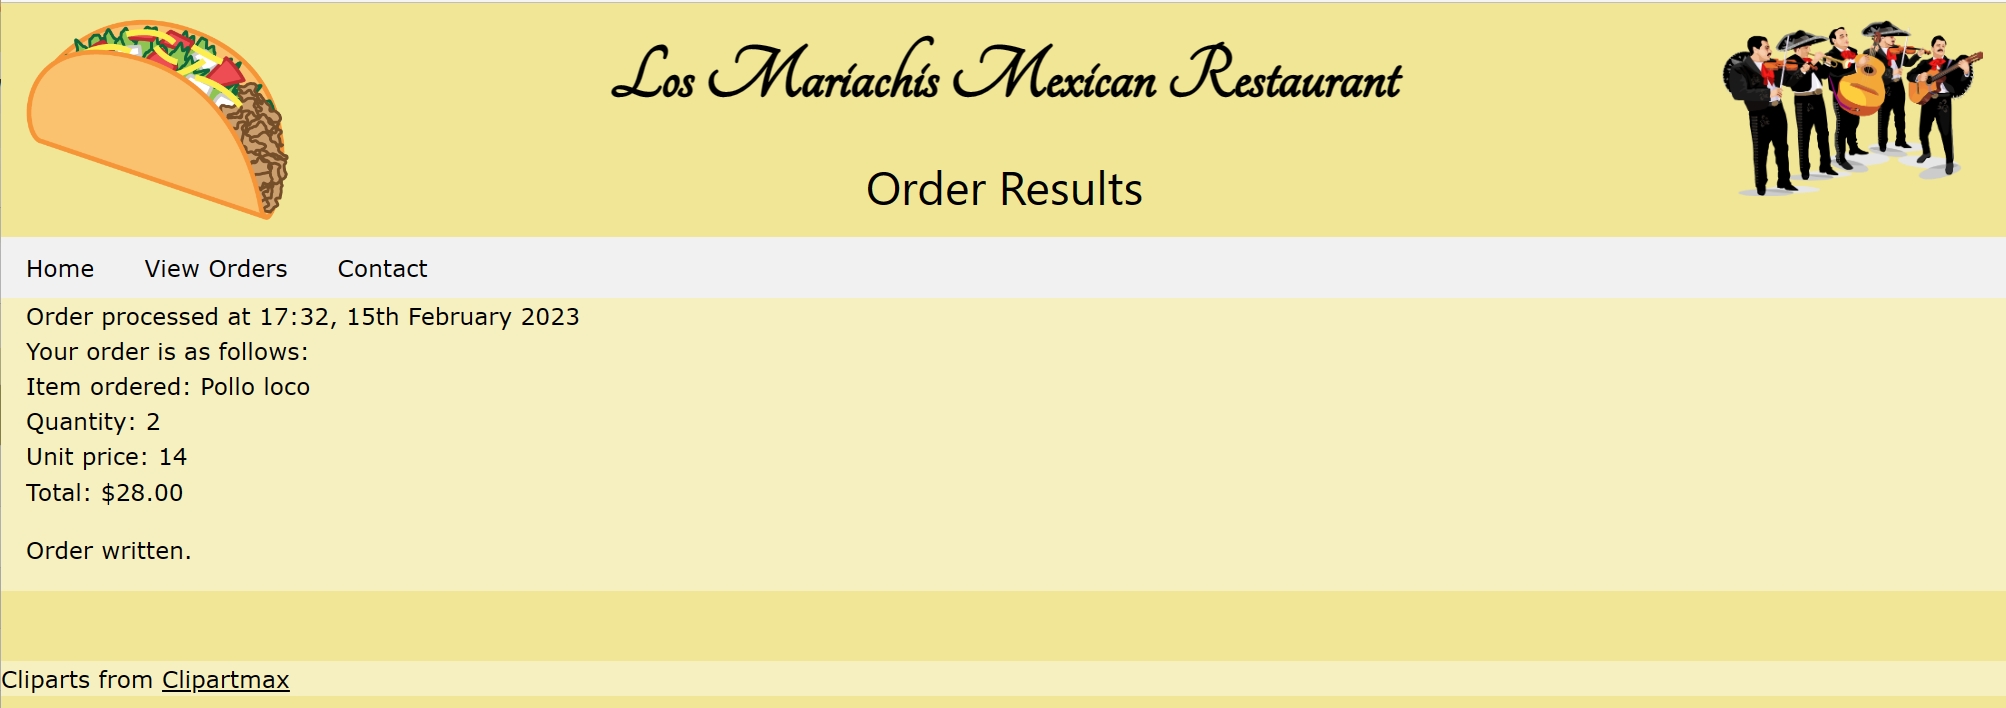 Los Mariachis Mexican Restaurant
Order Results
Home View Orders Contact
Order processed at 17:32, 15th February 2023
Your order is as follows:
Item ordered: Pollo loco
Quantity: 2
Unit price: 14
Total: $28.00
Order written.
Cliparts from Clipartmax